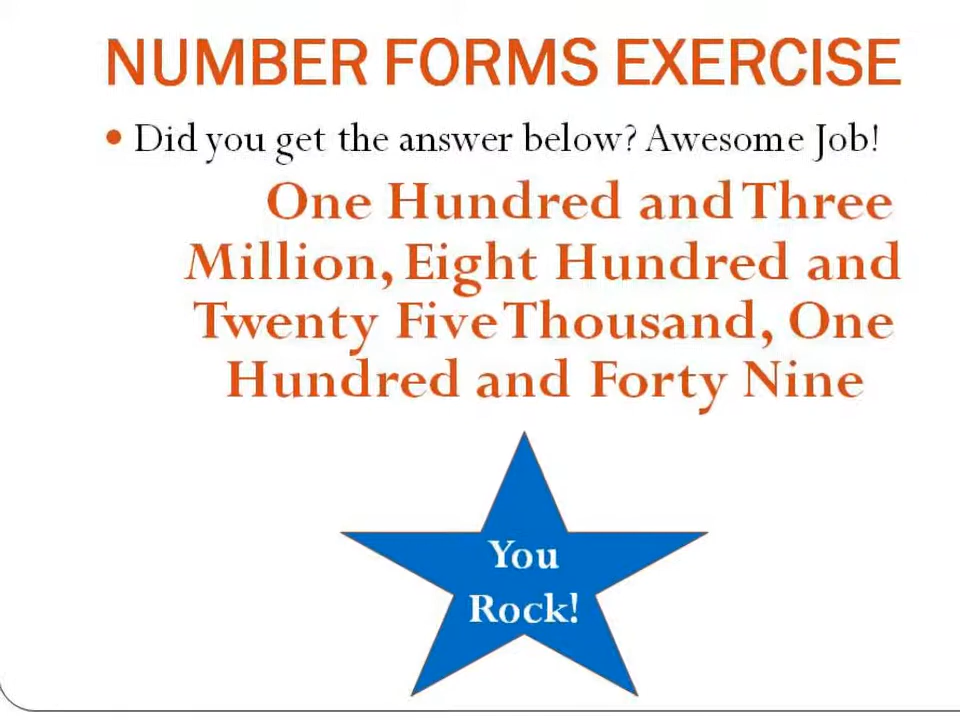 NUMBER FORMS EXERCISE
• Did you get the answer below? Awesome Job!
One Hundred and Three
Million, Eight Hundred and
Twenty Five Thousand, One
Hundred and Forty Nine
You
Rock!